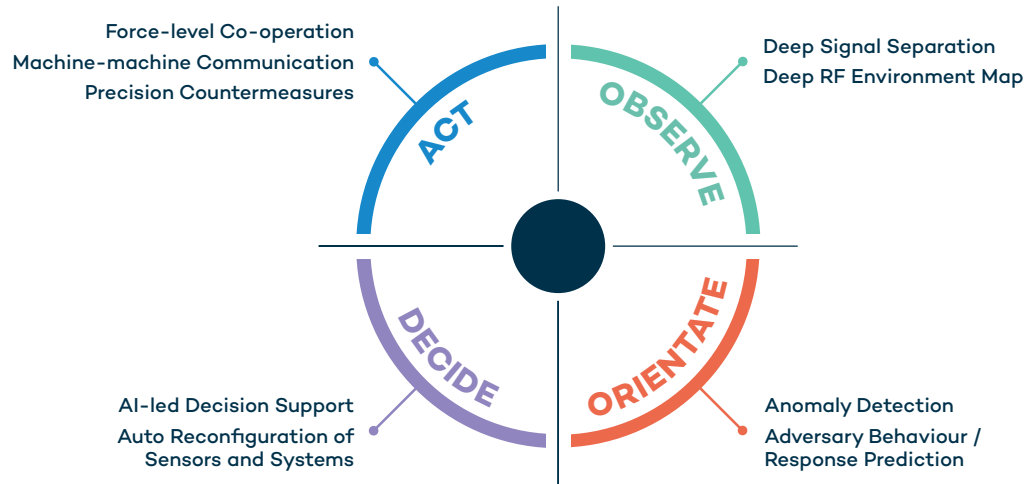 Force-level Co-operation
Machine-machine Communication
Precision Countermeasures
ACT
Deep Signal Separation
Deep RF Environment Map
OBSERVE
DECIDE
AI-led Decision Support
Auto Reconfiguration of
Sensors and Systems
ORIENTATE
Anomaly Detection
Adversary Behaviour /
Response Prediction